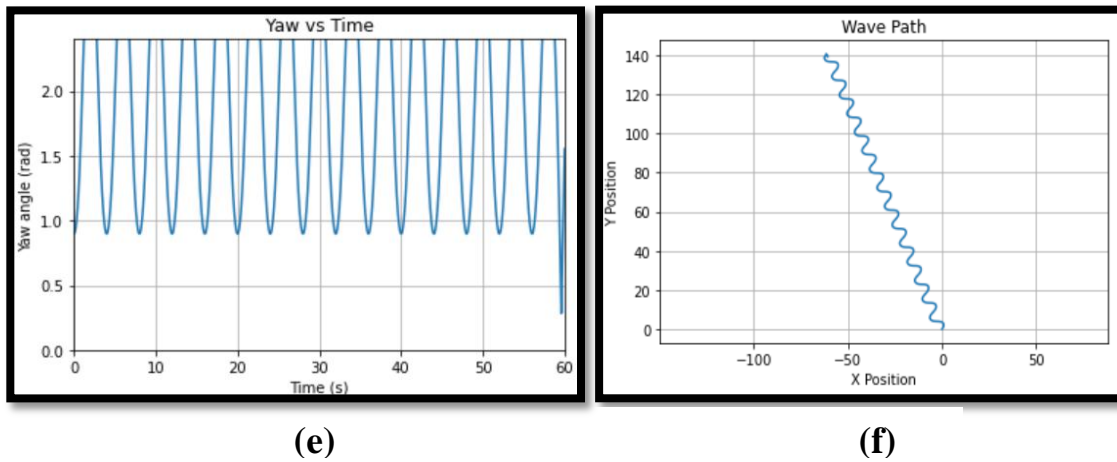 Yaw vs Time
2.0
1.5
1.0
0.5
0.0
Yaw angle (rad)
0 10 20 30 40 50 60
Time (s)
(e)
Wave Path
140
120
100
80
60
40
20
0
Y Position
−100 −50 0 50
X Position
(f)